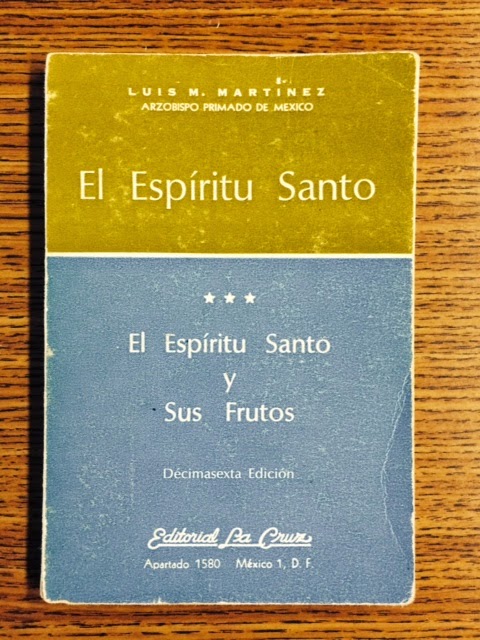 LUIS M. MARTINEZ
ARZOBISPO PRIMADO DE MEXICO
El Espíritu Santo
★ ★ ★
El Espíritu Santo
y
Sus Frutos
Décimasexta Edición
Editorial La Cruz
Apartado 1580 México 1, D. F.